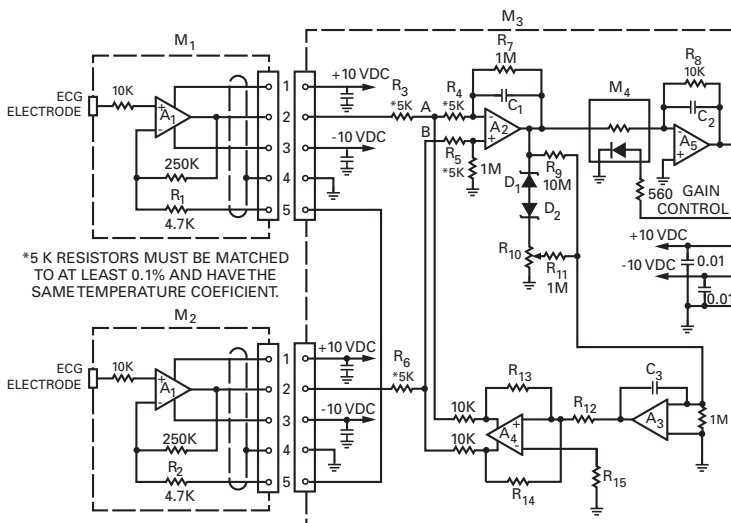 M3
M1
10K
ECG
ELECTRODE
+
A1
-
250K
R1
4.7K
1
2
3
4
5
+10 VDC
-10 VDC
R3
*5K
A
R4
*5K
B
R5
*5K
1M
R7
1M
C1
-
A2
+
D1
D2
R9
10M
R10
R11
1M
M4
R8
10K
C2
-
A5
+
560
GAIN
CONTROL
+10 VDC
-10 VDC
0.01
0.01
*5 K RESISTORS MUST BE MATCHED
TO AT LEAST 0.1% AND HAVE THE
SAME TEMPERATURE COEFICIENT.
M2
10K
ECG
ELECTRODE
+
A1
-
250K
R2
4.7K
1
2
3
4
5
+10 VDC
-10 VDC
R6
*5K
10K
10K
R13
+
A4
-
R14
R12
R15
C3
A3
1M